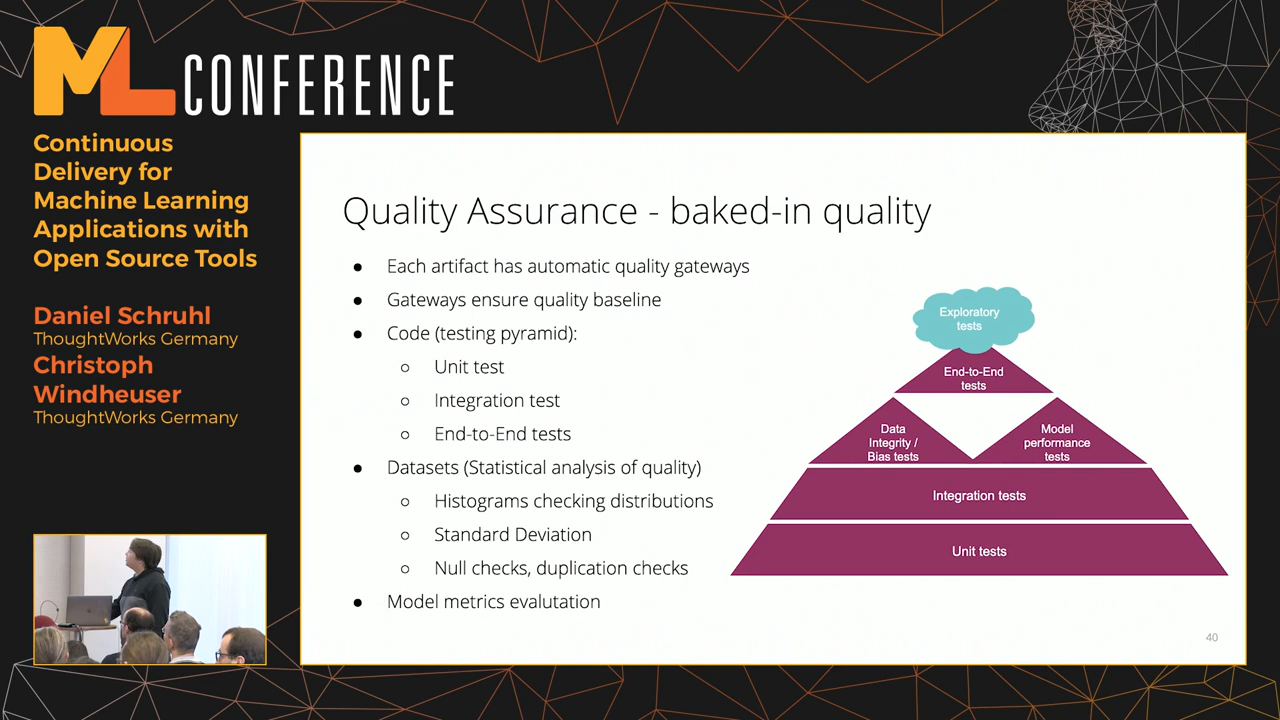 ML CONFERENCE
Continuous
Delivery for
Machine Learning
Applications with
Open Source Tools
Daniel Schruhl
ThoughtWorks Germany
Christoph
Windheuser
ThoughtWorks Germany
Quality Assurance - baked-in quality
● Each artifact has automatic quality gateways
● Gateways ensure quality baseline
● Code (testing pyramid):
○ Unit test
○ Integration test
○ End-to-End tests
● Datasets (Statistical analysis of quality)
○ Histograms checking distributions
○ Standard Deviation
○ Null checks, duplication checks
● Model metrics evalutation
Exploratory
tests
End-to-End
tests
Data
Integrity /
Bias tests
Model
performance
tests
Integration tests
Unit tests
40